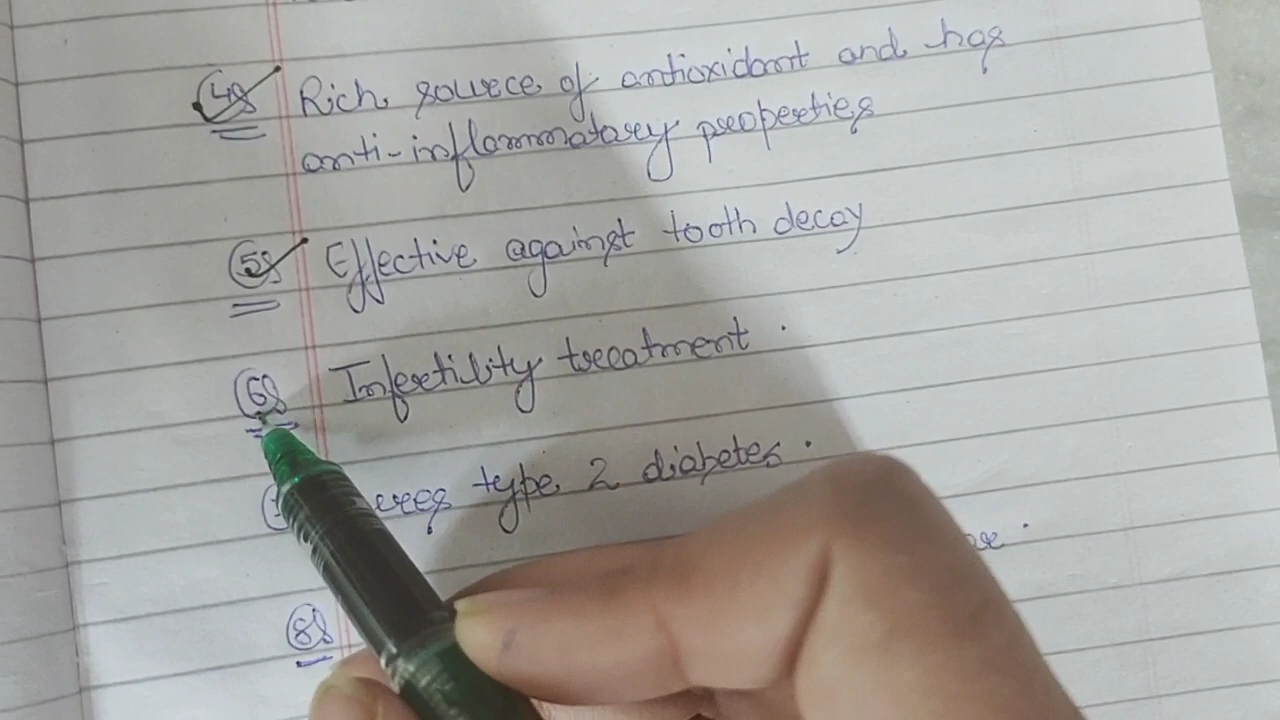 4. Rich source of antioxidant and has
anti-inflammatory properties
5. Effective against tooth decay
6. Infertility treatment.
type 2 diabetes.
8.